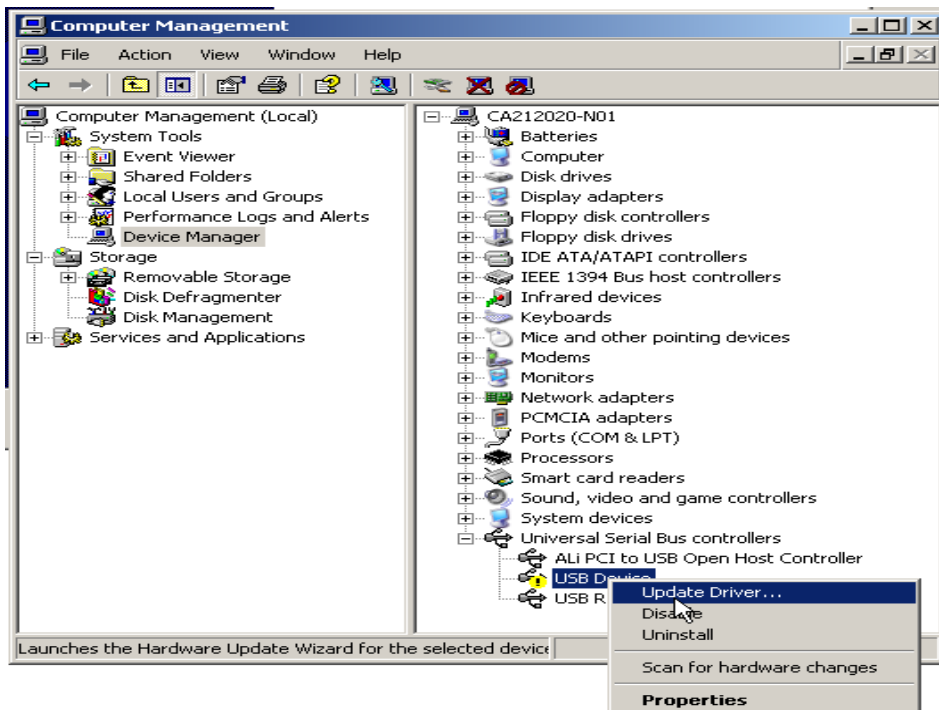 Computer Management
File Action View Window Help
Computer Management (Local)
System Tools
Event Viewer
Shared Folders
Local Users and Groups
Performance Logs and Alerts
Device Manager
Storage
Removable Storage
Disk Defragmenter
Disk Management
Services and Applications
CA212020-N01
Batteries
Computer
Disk drives
Display adapters
Floppy disk controllers
Floppy disk drives
IDE ATA/ATAPI controllers
IEEE 1394 Bus host controllers
Infrared devices
Keyboards
Mice and other pointing devices
Modems
Monitors
Network adapters
PCMCIA adapters
Ports (COM & LPT)
Processors
Smart card readers
Sound, video and game controllers
System devices
Universal Serial Bus controllers
ALi PCI to USB Open Host Controller
USB Device
USB R
Update Driver...
Disable
Uninstall
Scan for hardware changes
Properties
Launches the Hardware Update Wizard for the selected device